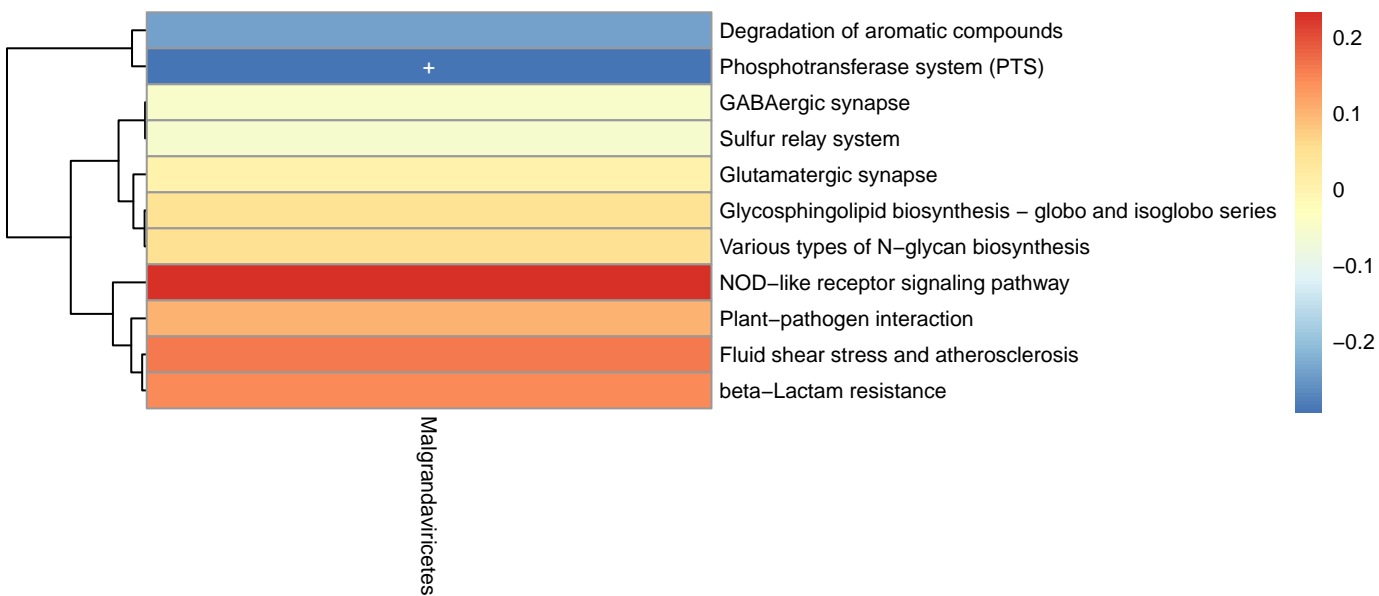 Degradation of aromatic compounds
+
Phosphotransferase system (PTS)
GABAergic synapse
Sulfur relay system
Glutamatergic synapse
Glycosphingolipid biosynthesis − globo and isoglobo series
Various types of N−glycan biosynthesis
NOD−like receptor signaling pathway
Plant−pathogen interaction
Fluid shear stress and atherosclerosis
beta−Lactam resistance
Malgrandaviricetes
0.2
0.1
0
−0.1
−0.2